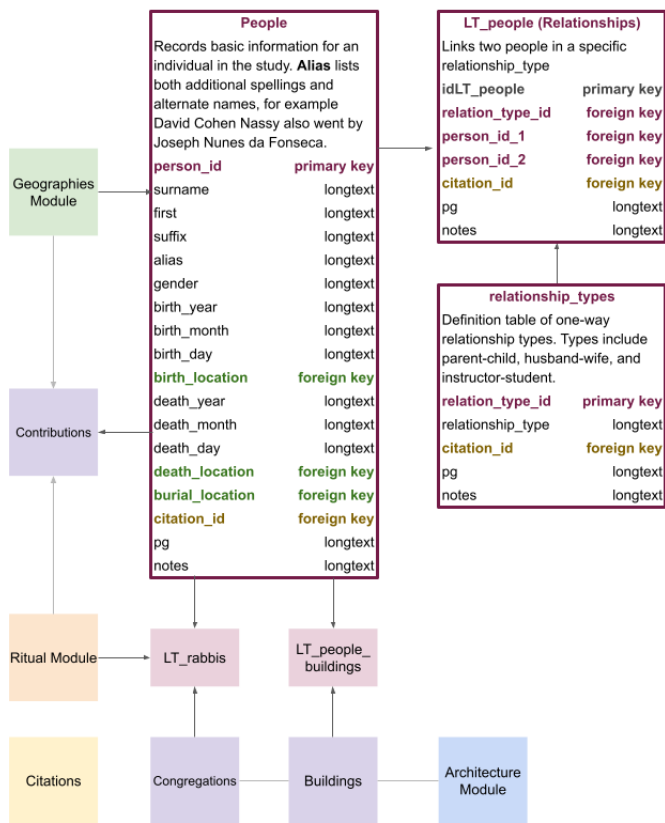 People
Records basic information for an
individual in the study. Alias lists
both additional spellings and
alternate names, for example
David Cohen Nassy also went by
Joseph Nunes da Fonseca.
person_id primary key
surname longtext
first longtext
suffix longtext
alias longtext
gender longtext
birth_year longtext
birth_month longtext
birth_day longtext
birth_location foreign key
death_year longtext
death_month longtext
death_day longtext
death_location foreign key
burial_location foreign key
citation_id foreign key
pg longtext
notes longtext
LT_people (Relationships)
Links two people in a specific
relationship_type
idLT_people primary key
relation_type_id foreign key
person_id_1 foreign key
person_id_2 foreign key
citation_id foreign key
pg longtext
notes longtext
relationship_types
Definition table of one-way
relationship types. Types include
parent-child, husband-wife, and
instructor-student.
relation_type_id primary key
relationship_type longtext
citation_id foreign key
pg longtext
notes longtext
Geographies
Module
Contributions
Ritual Module
LT_rabbis
LT_people_
buildings
Citations
Congregations
Buildings
Architecture
Module